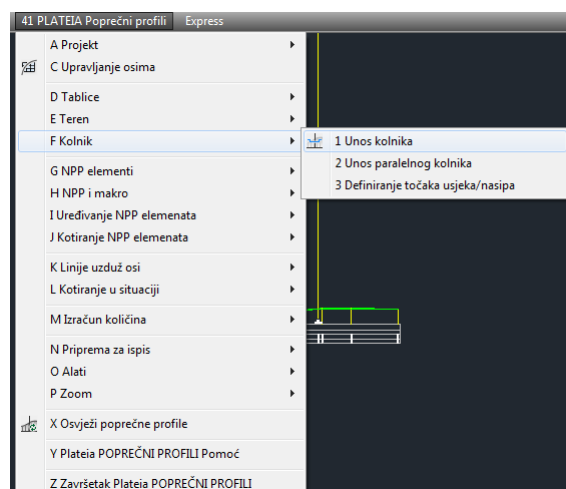 41 PLATEIA Poprečni profili Express
A Projekt
C Upravljanje osima
D Tablice
E Teren
F Kolnik
1 Unos kolnika
2 Unos paralelnog kolnika
3 Definiranje točaka usjeka/nasipa
G NPP elementi
H NPP i makro
I Uređivanje NPP elemenata
J Kotiranje NPP elemenata
K Linije uzduž osi
L Kotiranje u situaciji
M Izračun količina
N Priprema za ispis
O Alati
P Zoom
X Osvježi poprečne profile
Y Plateia POPREČNI PROFILI Pomoć
Z Završetak Plateia POPREČNI PROFILI